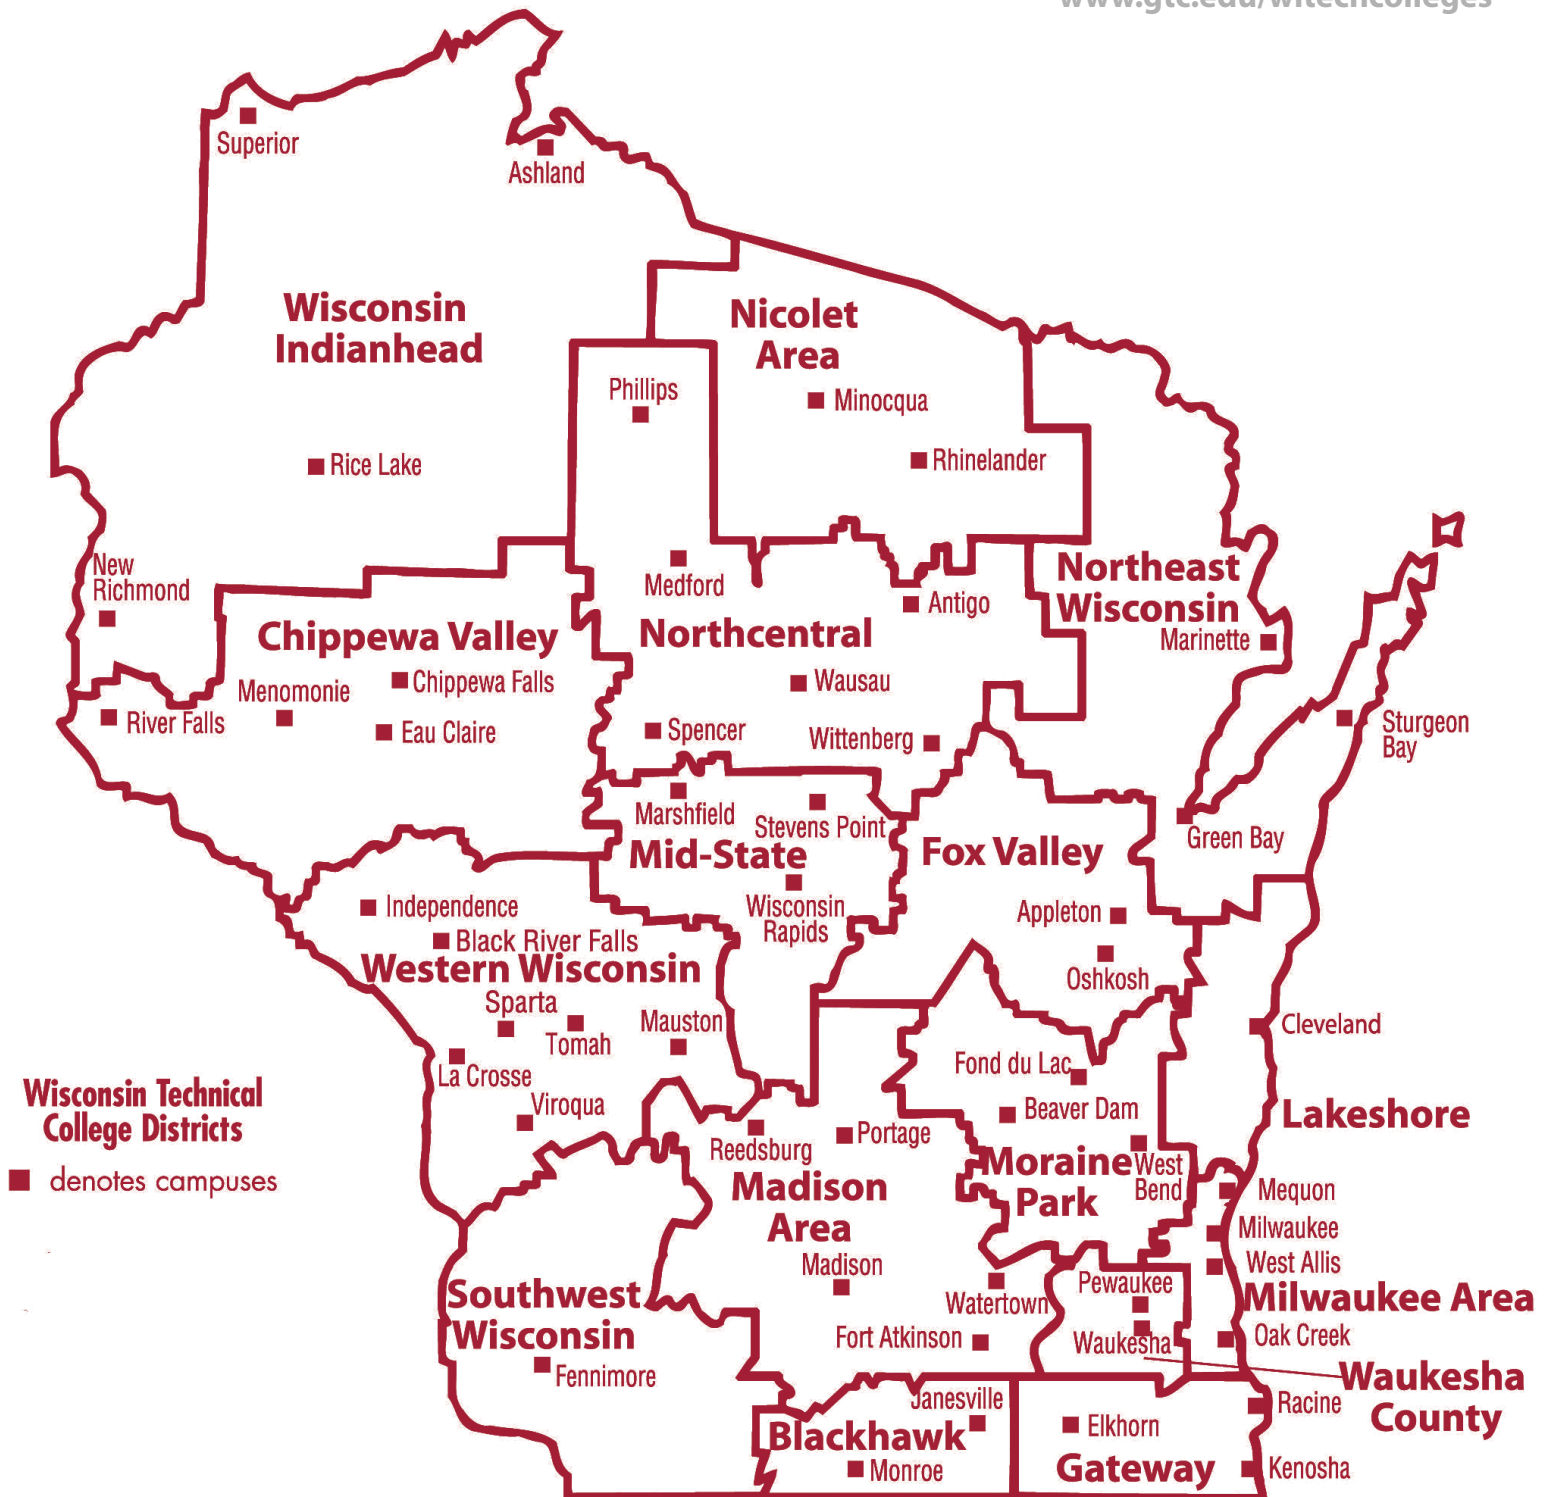 www.gtc.edu/witechcolleges
Superior
Ashland
Wisconsin
Indianhead
Nicolet
Area
Phillips
Minocqua
Rice Lake
Rhinelander
New
Richmond
Medford
Antigo
Northeast
Wisconsin
Chippewa Valley
Northcentral
Marinette
Menomonie
Chippewa Falls
Wausau
River Falls
Eau Claire
Spencer
Wittenberg
Sturgeon
Bay
Marshfield
Stevens Point
Mid-State
Fox Valley
Green Bay
Independence
Wisconsin
Rapids
Appleton
Black River Falls
Western Wisconsin
Oshkosh
Sparta
Tomah
Mauston
Cleveland
La Crosse
Fond du Lac
Viroqua
Beaver Dam
Lakeshore
Wisconsin Technical
College Districts
denotes campuses
Reedsburg
Portage
Moraine
Park
West
Bend
Madison
Area
Mequon
Milwaukee
West Allis
Madison
Watertown
Pewaukee
Milwaukee Area
Southwest
Wisconsin
Fort Atkinson
Waukesha
Oak Creek
Fennimore
Waukesha
County
Janesville
Racine
Blackhawk
Elkhorn
Monroe
Gateway
Kenosha